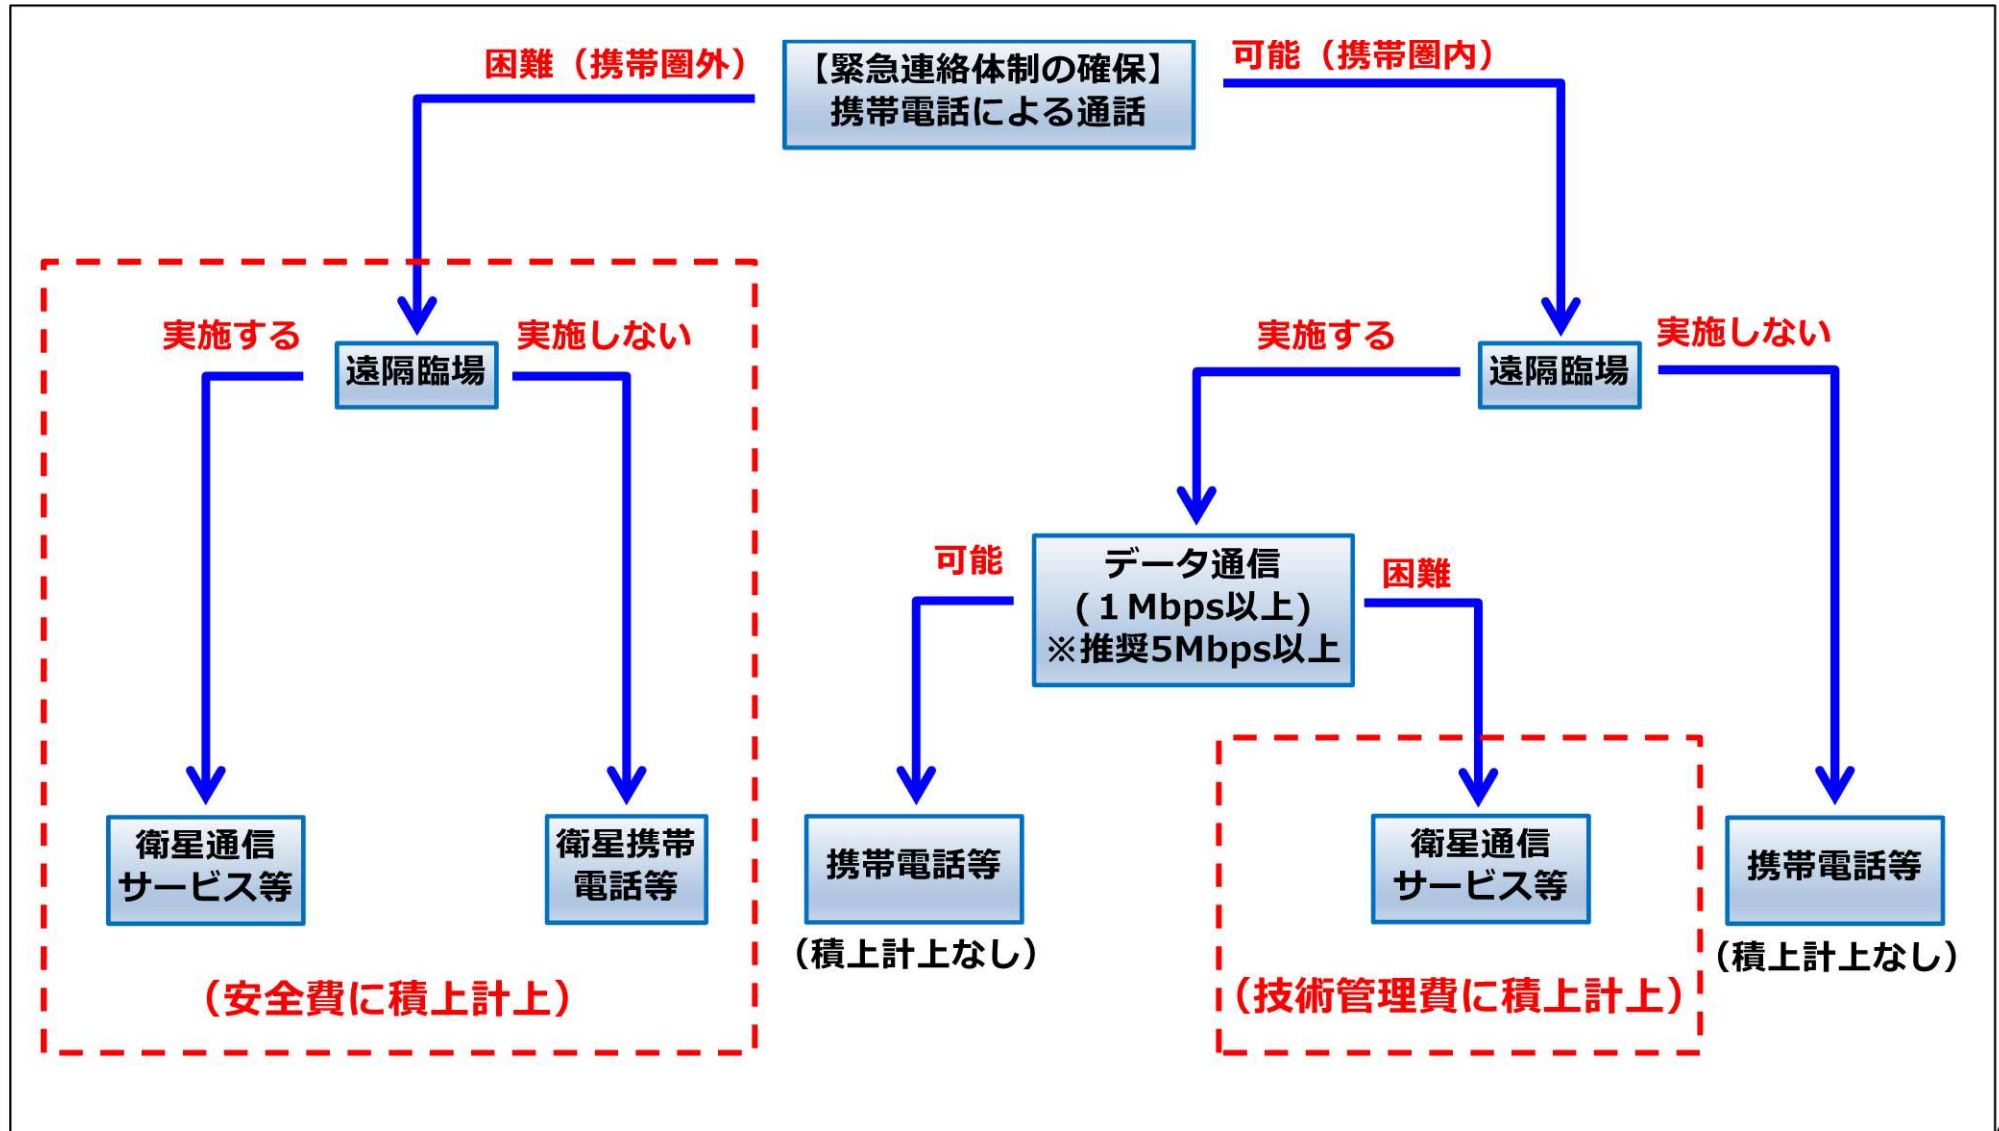 困難（携帯圏外）
【緊急連絡体制の確保】
携帯電話による通話
可能（携帯圏内）
実施する
遠隔臨場
実施しない
実施する
遠隔臨場
実施しない
可能
データ通信
(１Mbps以上)
※推奨5Mbps以上
困難
衛星通信
サービス等
衛星携帯
電話等
（安全費に積上計上）
携帯電話等
（積上計上なし）
衛星通信
サービス等
（技術管理費に積上計上）
携帯電話等
（積上計上なし）